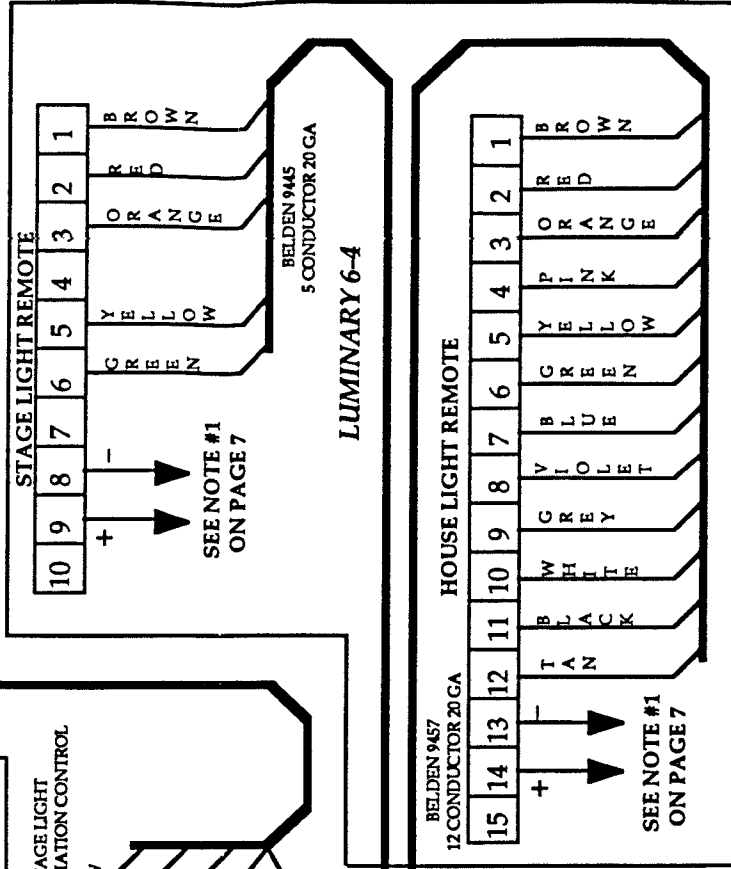 STAGE LIGHT REMOTE
1
2
3
4
5
6
7
8
9
10
BROWN
RED
ORANGE
YELLOW
GREEN
−
+
SEE NOTE #1
ON PAGE 7
BELDEN 9445
5 CONDUCTOR 20 GA
LUMINARY 6-4
HOUSE LIGHT REMOTE
1
2
3
4
5
6
7
8
9
10
11
12
13
14
15
BROWN
RED
ORANGE
PINK
YELLOW
GREEN
BLUE
VIOLET
GREY
WHITE
BLACK
TAN
−
+
SEE NOTE #1
ON PAGE 7
BELDEN 9457
12 CONDUCTOR 20 GA
LIGHT
CONTROL